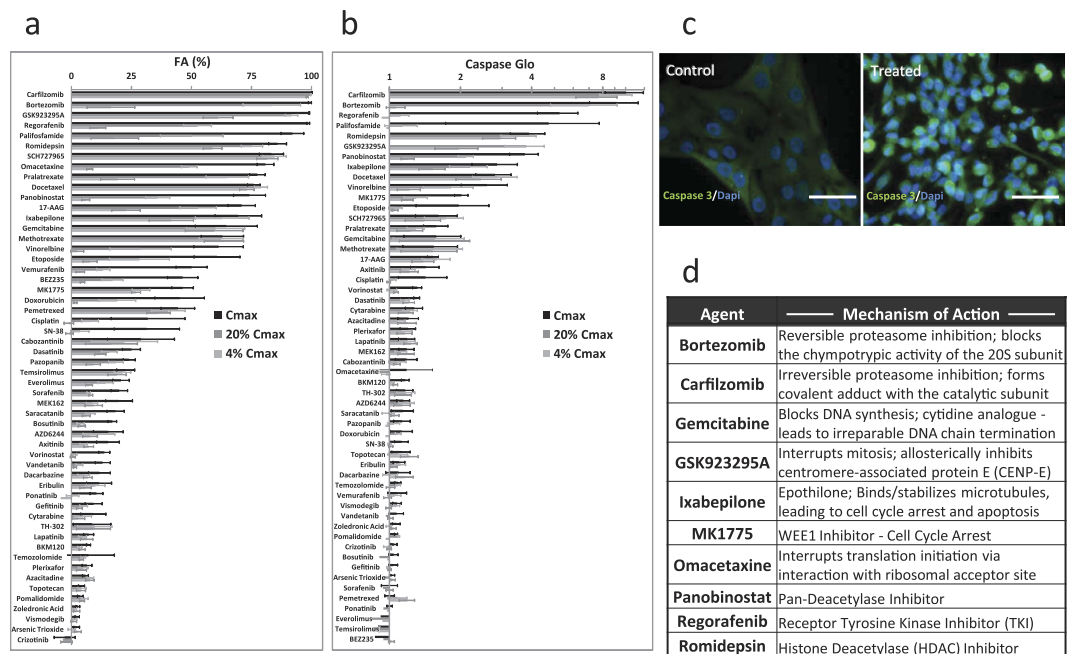 a
FA (%)
0 25 50 75 100
Carfilzomib
Bortezomib
GSK923295A
Regorafenib
Palifosfamide
Romidepsin
SCH727965
Omacetaxine
Pralatrexate
Docetaxel
Panobinostat
17-AAG
Ixabepilone
Gemcitabine
Methotrexate
Vinorelbine
Etoposide
Vemurafenib
BEZ235
MK1775
Doxorubicin
Pemetrexed
Cisplatin
SN-38
Cabozantinib
Dasatinib
Pazopanib
Temsirolimus
Everolimus
Sorafenib
MEK162
Saracatanib
Bosutinib
AZD6244
Axitinib
Vorinostat
Vandetanib
Dacarbazine
Eribulin
Ponatinib
Gefitinib
Cytarabine
TH-302
Lapatinib
BKM120
Temozolomide
Plerixafor
Azacitadine
Topotecan
Pomalidomide
Zoledronic Acid
Vismodegib
Arsenic Trioxide
Crizotinib
Cmax
20% Cmax
4% Cmax
b
Caspase Glo
1 2 4 8
Carfilzomib
Bortezomib
Regorafenib
Palifosfamide
Romidepsin
GSK923295A
Panobinostat
Ixabepilone
Docetaxel
Vinorelbine
MK1775
Etoposide
SCH727965
Pralatrexate
Gemcitabine
Methotrexate
17-AAG
Axitinib
Cisplatin
Vorinostat
Dasatinib
Cytarabine
Azacitadine
Plerixafor
Lapatinib
MEK162
Cabozantinib
Omacetaxine
BKM120
TH-302
AZD6244
Saracatinib
Pazopanib
Doxorubicin
SN-38
Topotecan
Eribulin
Dacarbazine
Temozolomide
Vemurafenib
Vismodegib
Vandetanib
Zoledronic Acid
Pomalidomide
Crizotinib
Bosutinib
Gefitinib
Arsenic Trioxide
Sorafenib
Pemetrexed
Ponatinib
Everolimus
Temsirolimus
BEZ235
Cmax
20% Cmax
4% Cmax
c
Control
Caspase 3/Dapi
Treated
Caspase 3/Dapi
d
Agent Mechanism of Action
Bortezomib
Reversible proteasome inhibition; blocks
the chympotrypic activity of the 20S subunit
Carfilzomib
Irreversible proteasome inhibition; forms
covalent adduct with the catalytic subunit
Gemcitabine
Blocks DNA synthesis; cytidine analogue -
leads to irreparable DNA chain termination
GSK923295A
Interrupts mitosis; allosterically inhibits
centromere-associated protein E (CENP-E)
Ixabepilone
Epothilone; Binds/stabilizes microtubules,
leading to cell cycle arrest and apoptosis
MK1775 WEE1 Inhibitor - Cell Cycle Arrest
Omacetaxine
Interrupts translation initiation via
interaction with ribosomal acceptor site
Panobinostat Pan-Deacetylase Inhibitor
Regorafenib Receptor Tyrosine Kinase Inhibitor (TKI)
Romidepsin Histone Deacetylase (HDAC) Inhibitor